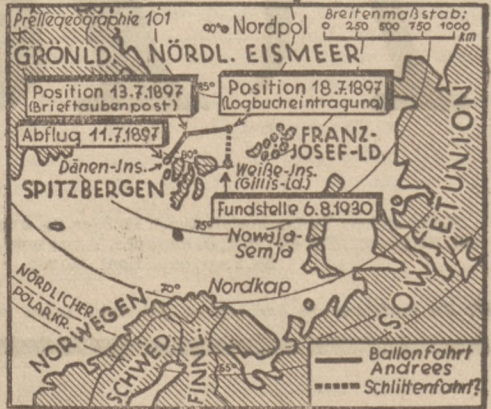 Pressegeographie 101
Breitenmaßstab:
250 500 750 1000
km
Nordpol
GRÖNLD.
NÖRDL. EISMEER
Position 13.7.1897
(Brieftaubenpost)
85°
Position 18.7.1897
(Logbucheintragung)
Abflug 11.7.1897
80°
FRANZ-
JOSEF-LD
Dänen-Ins.
SPITZBERGEN
Weiße-Ins.
(Gillis-Ld.)
Fundstelle 6.8.1930
75°
Nowaja-
Semja
SOWJETUNION
NÖRDLICHER
POLARKR.
70°
Nordkap
NORWEGEN
SCHWED.
FINNL.
65°
Ballonfahrt
Andrees
Schlittenfahrt?